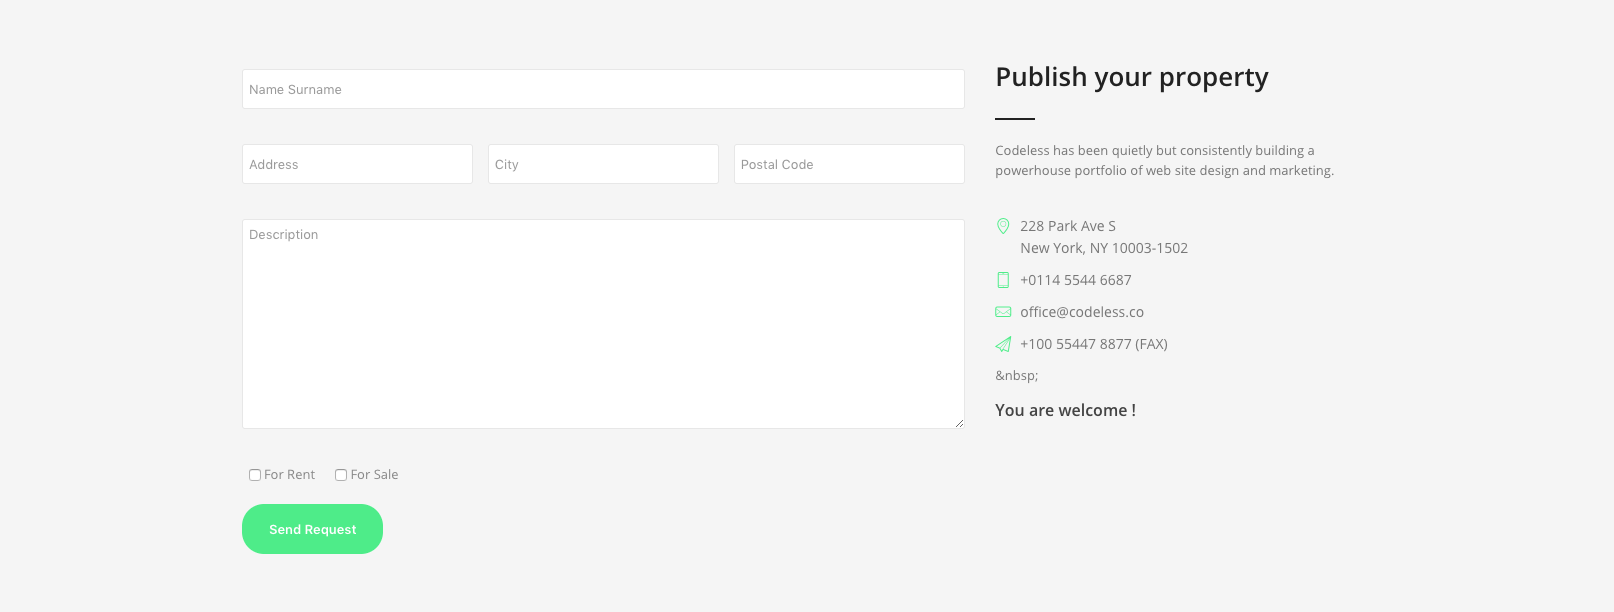 Name Surname
Address
City
Postal Code
Description
For Rent
For Sale
Send Request
Publish your property
Codeless has been quietly but consistently building a
powerhouse portfolio of web site design and marketing.
228 Park Ave S
New York, NY 10003-1502
+0114 5544 6687
office@codeless.co
+100 55447 8877 (FAX)
&nbsp;
You are welcome !